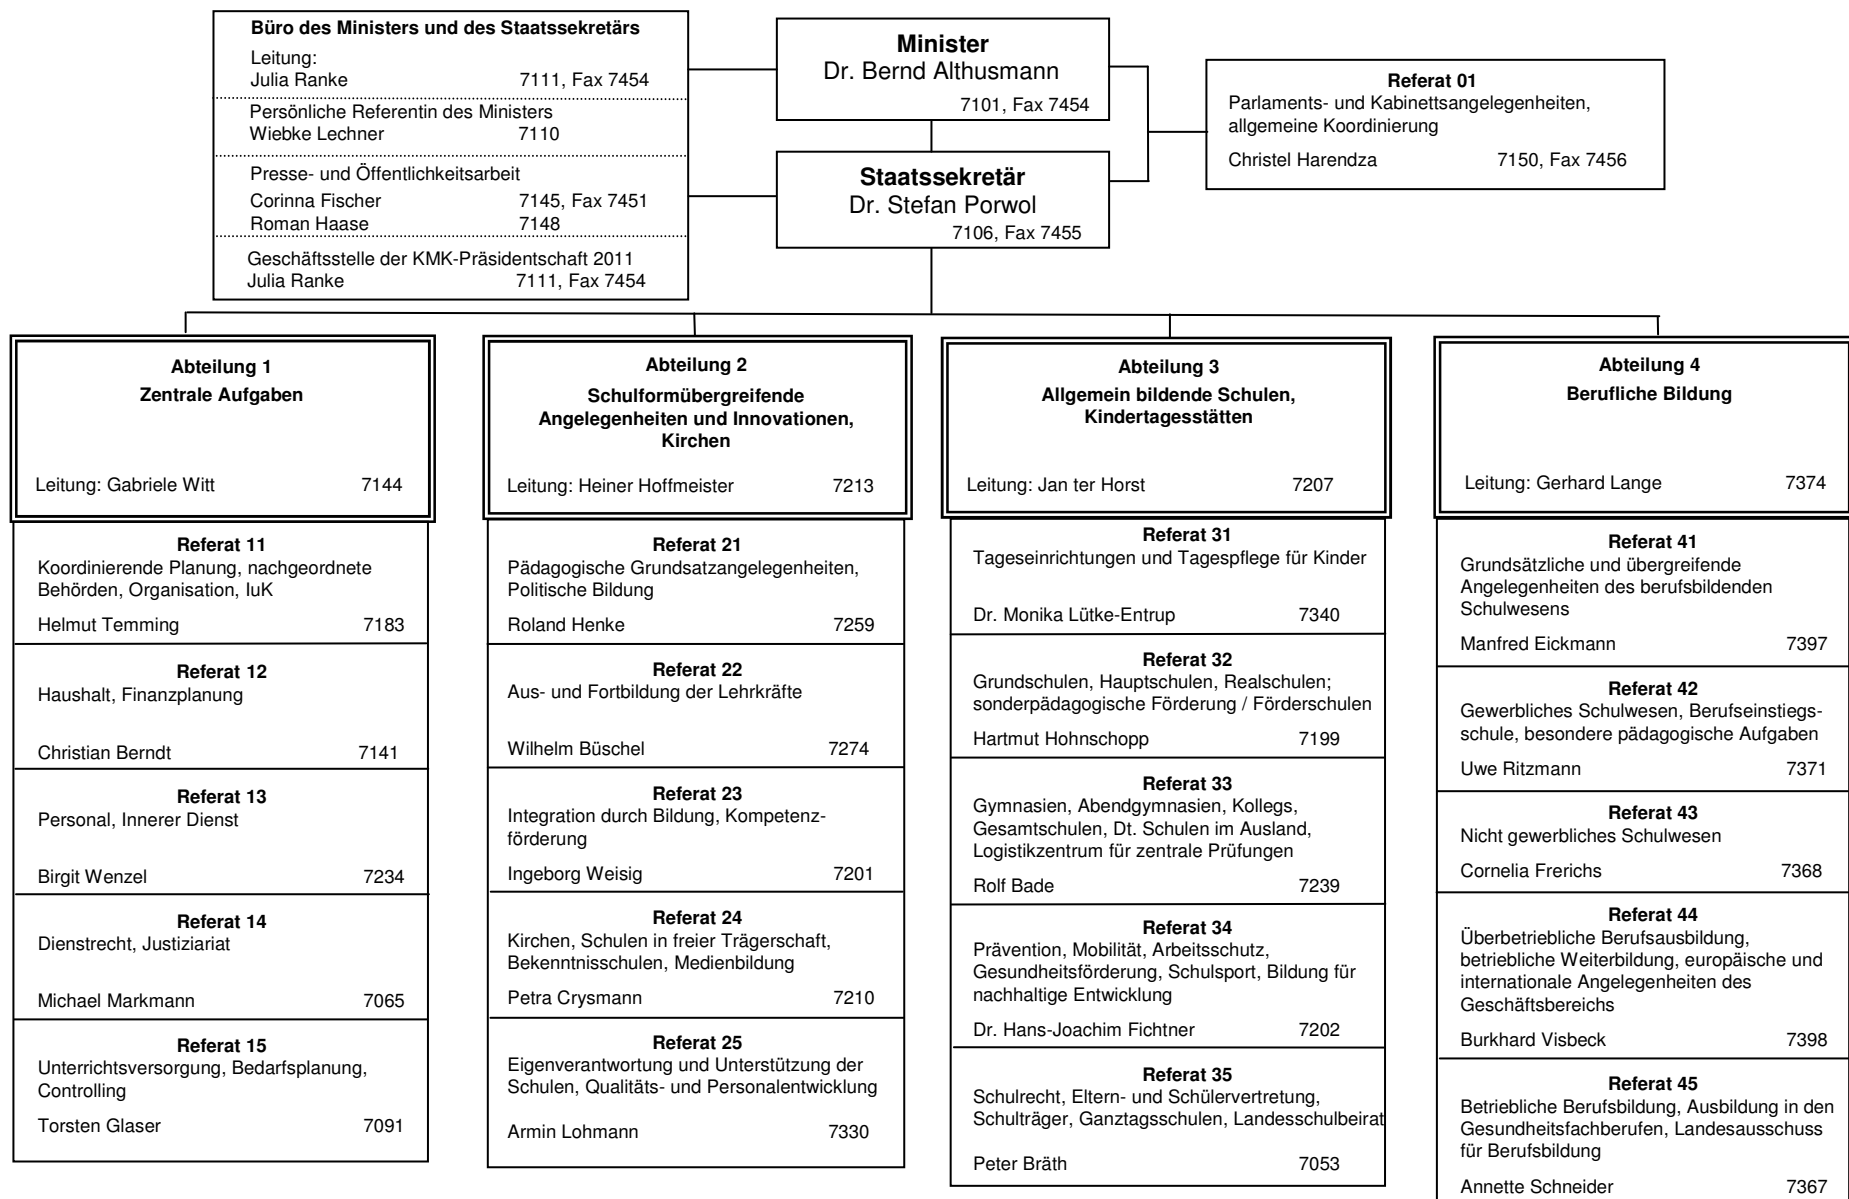 Büro des Ministers und des Staatssekretärs
Leitung:
Julia Ranke 7111, Fax 7454
Persönliche Referentin des Ministers
Wiebke Lechner 7110
Presse- und Öffentlichkeitsarbeit
Corinna Fischer 7145, Fax 7451
Roman Haase 7148
Geschäftsstelle der KMK-Präsidentschaft 2011
Julia Ranke 7111, Fax 7454
Minister
Dr. Bernd Althusmann
7101, Fax 7454
Staatssekretär
Dr. Stefan Porwol
7106, Fax 7455
Referat 01
Parlaments- und Kabinettsangelegenheiten,
allgemeine Koordinierung
Christel Harendza 7150, Fax 7456
Abteilung 1
Zentrale Aufgaben
Leitung: Gabriele Witt 7144
Referat 11
Koordinierende Planung, nachgeordnete
Behörden, Organisation, IuK
Helmut Temming 7183
Referat 12
Haushalt, Finanzplanung
Christian Berndt 7141
Referat 13
Personal, Innerer Dienst
Birgit Wenzel 7234
Referat 14
Dienstrecht, Justiziariat
Michael Markmann 7065
Referat 15
Unterrichtsversorgung, Bedarfsplanung,
Controlling
Torsten Glaser 7091
Abteilung 2
Schulformübergreifende
Angelegenheiten und Innovationen,
Kirchen
Leitung: Heiner Hoffmeister 7213
Referat 21
Pädagogische Grundsatzangelegenheiten,
Politische Bildung
Roland Henke 7259
Referat 22
Aus- und Fortbildung der Lehrkräfte
Wilhelm Büschel 7274
Referat 23
Integration durch Bildung, Kompetenz-
förderung
Ingeborg Weisig 7201
Referat 24
Kirchen, Schulen in freier Trägerschaft,
Bekenntnisschulen, Medienbildung
Petra Crysmann 7210
Referat 25
Eigenverantwortung und Unterstützung der
Schulen, Qualitäts- und Personalentwicklung
Armin Lohmann 7330
Abteilung 3
Allgemein bildende Schulen,
Kindertagesstätten
Leitung: Jan ter Horst 7207
Referat 31
Tageseinrichtungen und Tagespflege für Kinder
Dr. Monika Lütke-Entrup 7340
Referat 32
Grundschulen, Hauptschulen, Realschulen;
sonderpädagogische Förderung / Förderschulen
Hartmut Hohnschopp 7199
Referat 33
Gymnasien, Abendgymnasien, Kollegs,
Gesamtschulen, Dt. Schulen im Ausland,
Logistikzentrum für zentrale Prüfungen
Rolf Bade 7239
Referat 34
Prävention, Mobilität, Arbeitsschutz,
Gesundheitsförderung, Schulsport, Bildung für
nachhaltige Entwicklung
Dr. Hans-Joachim Fichtner 7202
Referat 35
Schulrecht, Eltern- und Schülervertretung,
Schulträger, Ganztagsschulen, Landesschulbeirat
Peter Bräth 7053
Abteilung 4
Berufliche Bildung
Leitung: Gerhard Lange 7374
Referat 41
Grundsätzliche und übergreifende
Angelegenheiten des berufsbildenden
Schulwesens
Manfred Eickmann 7397
Referat 42
Gewerbliches Schulwesen, Berufseinstiegs-
schule, besondere pädagogische Aufgaben
Uwe Ritzmann 7371
Referat 43
Nicht gewerbliches Schulwesen
Cornelia Frerichs 7368
Referat 44
Überbetriebliche Berufsausbildung,
betriebliche Weiterbildung, europäische und
internationale Angelegenheiten des
Geschäftsbereichs
Burkhard Visbeck 7398
Referat 45
Betriebliche Berufsbildung, Ausbildung in den
Gesundheitsfachberufen, Landesausschuss
für Berufsbildung
Annette Schneider 7367